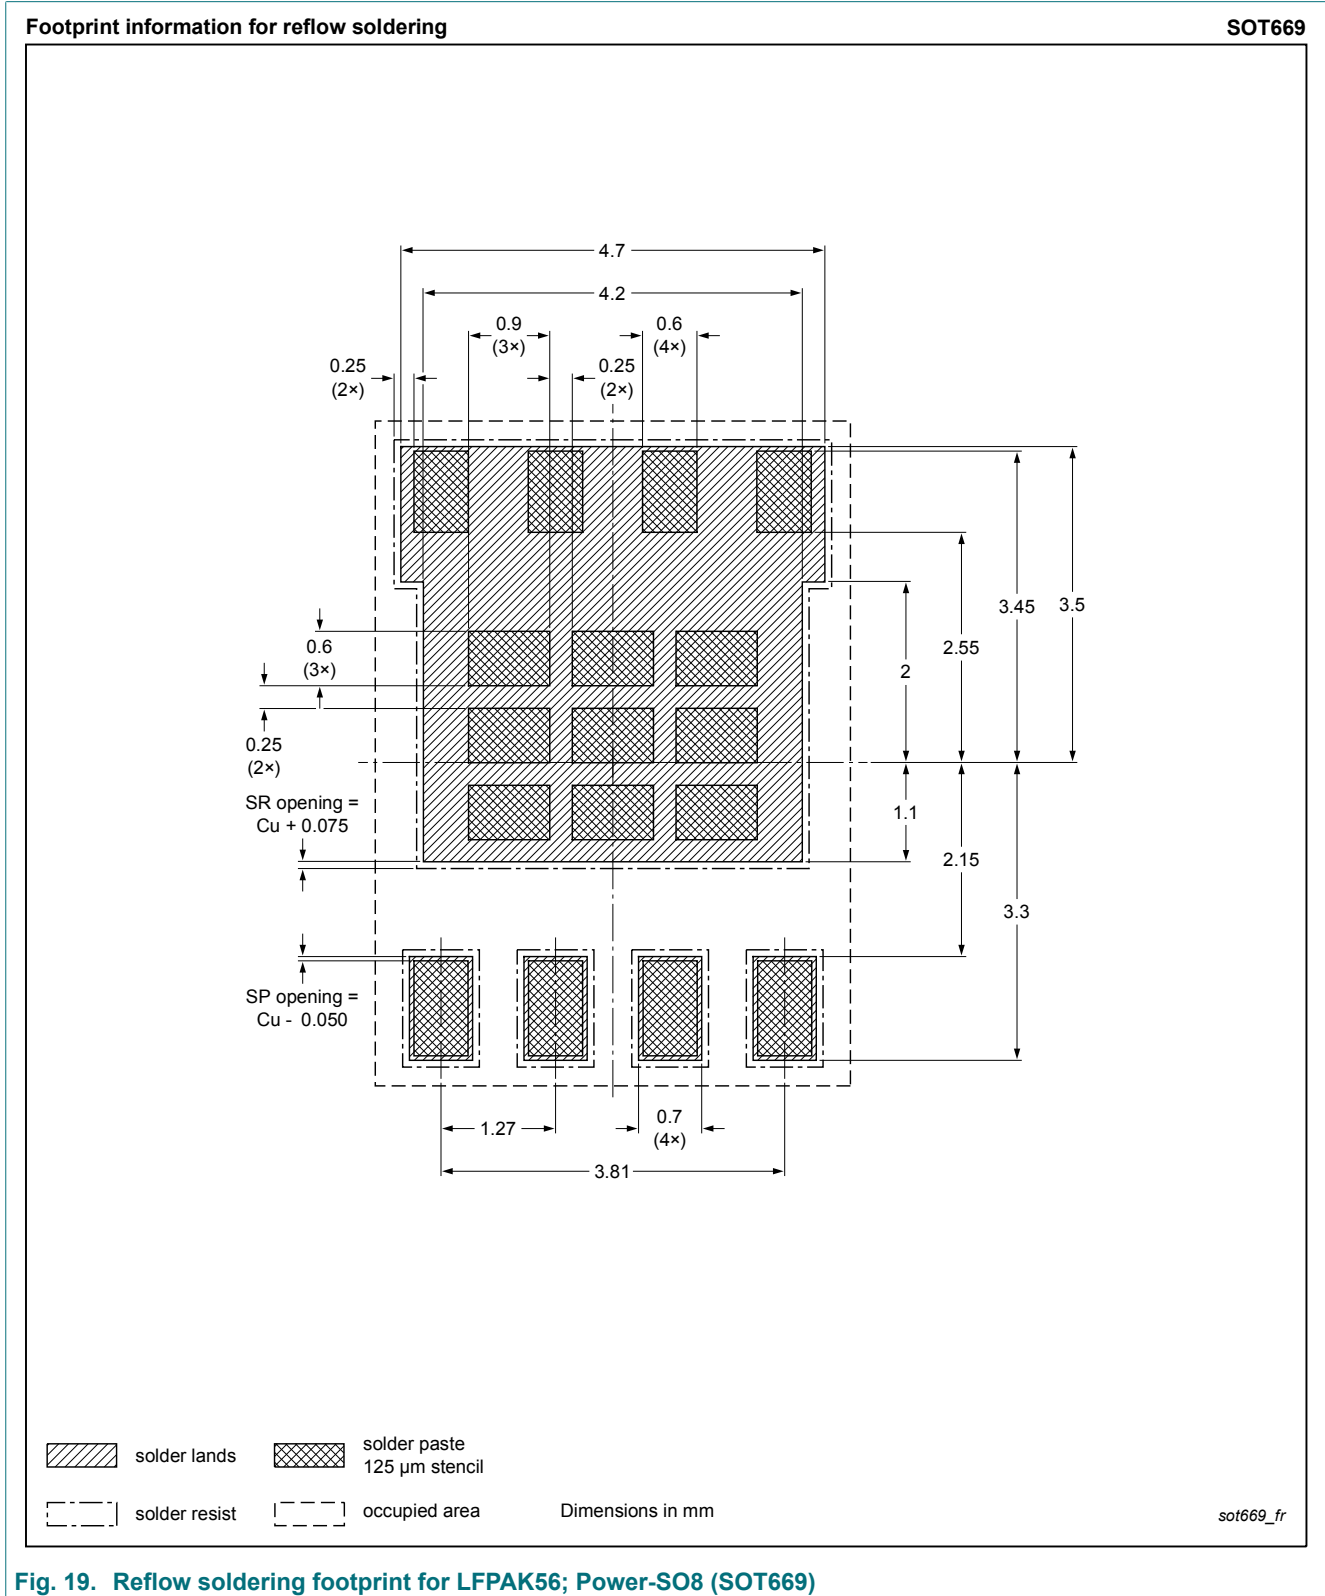 Footprint information for reflow soldering
SOT669
4.7
4.2
0.9
(3×)
0.6
(4×)
0.25
(2×)
0.25
(2×)
3.45
3.5
2.55
2
0.6
(3×)
0.25
(2×)
SR opening =
Cu + 0.075
1.1
2.15
3.3
SP opening =
Cu - 0.050
1.27
0.7
(4×)
3.81
solder lands
solder paste
125 µm stencil
solder resist
occupied area
Dimensions in mm
sot669_fr
Fig. 19. Reflow soldering footprint for LFPAK56; Power-SO8 (SOT669)